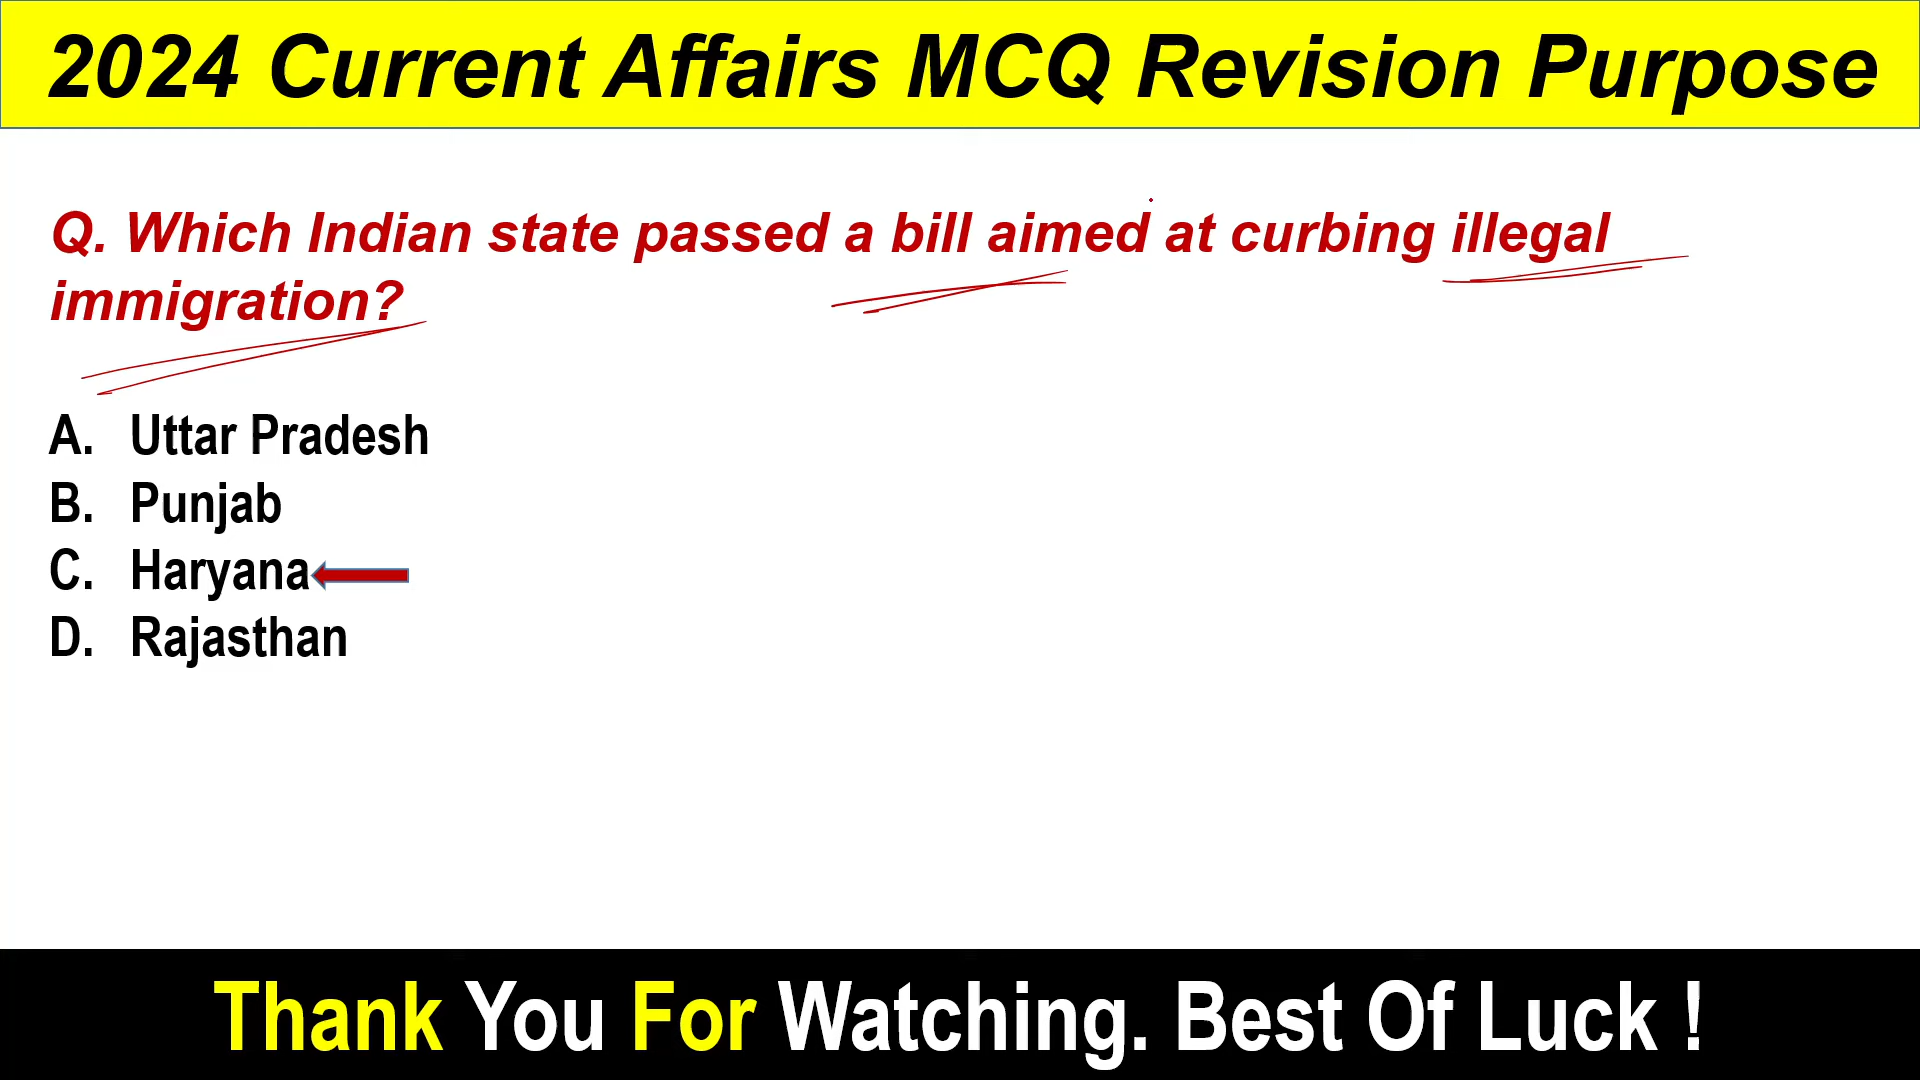 2024 Current Affairs MCQ Revision Purpose
Q. Which Indian state passed a bill aimed at curbing illegal
immigration?
A. Uttar Pradesh
B. Punjab
C. Haryana
D. Rajasthan
Thank You For Watching. Best Of Luck !